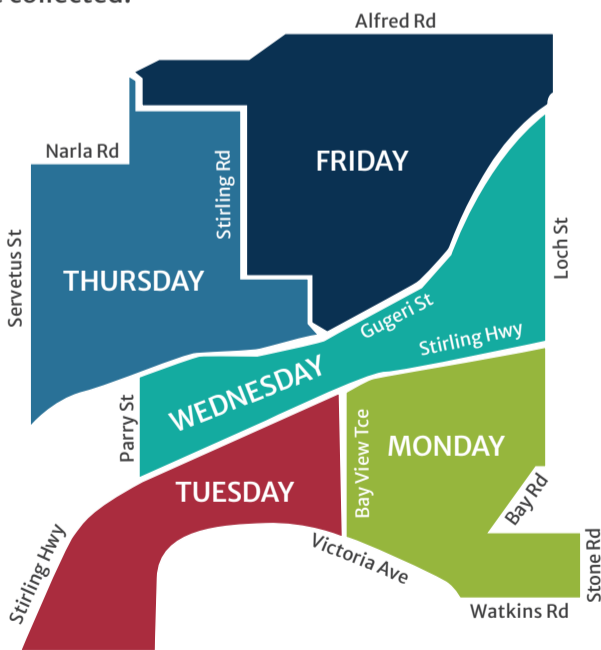 collected.
Alfred Rd
Narla Rd
Stirling Rd
FRIDAY
Servetus St
THURSDAY
Loch St
Gugeri St
Stirling Hwy
WEDNESDAY
Parry St
Bay View Tce
MONDAY
TUESDAY
Bay Rd
Stirling Hwy
Victoria Ave
Stone Rd
Watkins Rd